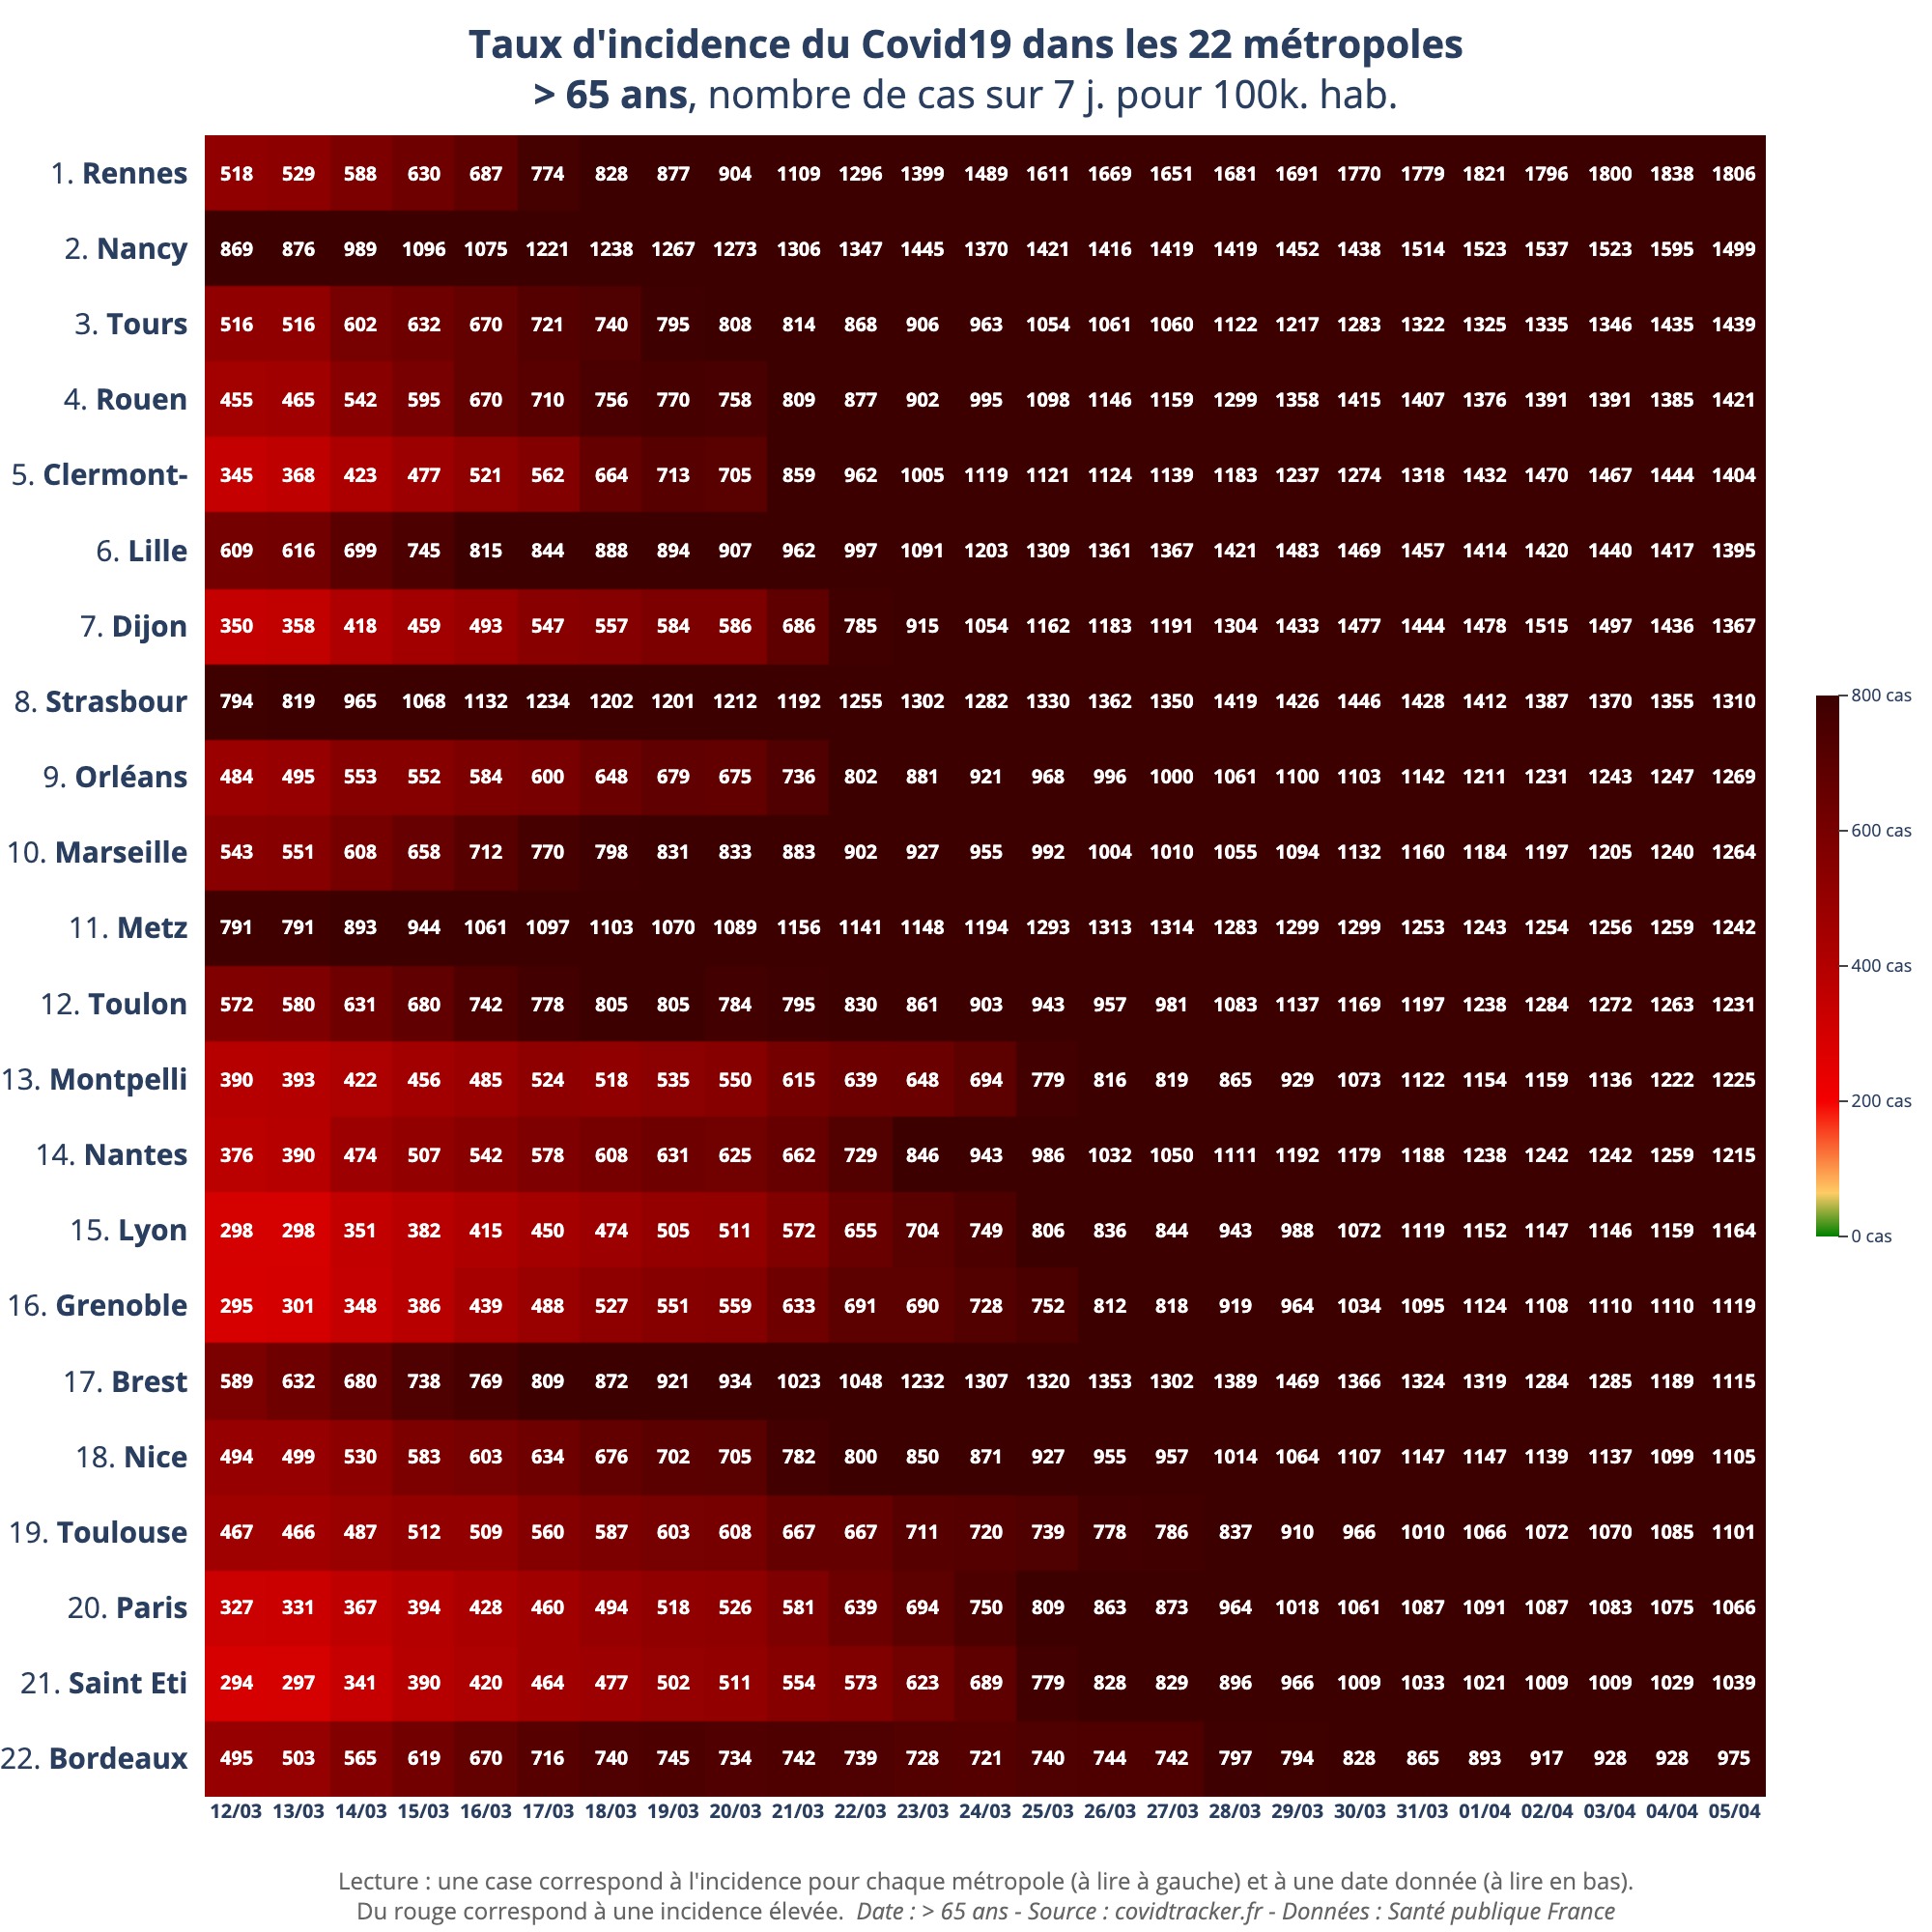 Taux d'incidence du Covid19 dans les 22 métropoles
> 65 ans, nombre de cas sur 7 j. pour 100k. hab.
1. Rennes 518 529 588 630 687 774 828 877 904 1109 1296 1399 1489 1611 1669 1651 1681 1691 1770 1779 1821 1796 1800 1838 1806
2. Nancy 869 876 989 1096 1075 1221 1238 1267 1273 1306 1347 1445 1370 1421 1416 1419 1419 1452 1438 1514 1523 1537 1523 1595 1499
3. Tours 516 516 602 632 670 721 740 795 808 814 868 906 963 1054 1061 1060 1122 1217 1283 1322 1325 1335 1346 1435 1439
4. Rouen 455 465 542 595 670 710 756 770 758 809 877 902 995 1098 1146 1159 1299 1358 1415 1407 1376 1391 1391 1385 1421
5. Clermont- 345 368 423 477 521 562 664 713 705 859 962 1005 1119 1121 1124 1139 1183 1237 1274 1318 1432 1470 1467 1444 1404
6. Lille 609 616 699 745 815 844 888 894 907 962 997 1091 1203 1309 1361 1367 1421 1483 1469 1457 1414 1420 1440 1417 1395
7. Dijon 350 358 418 459 493 547 557 584 586 686 785 915 1054 1162 1183 1191 1304 1433 1477 1444 1478 1515 1497 1436 1367
8. Strasbour 794 819 965 1068 1132 1234 1202 1201 1212 1192 1255 1302 1282 1330 1362 1350 1419 1426 1446 1428 1412 1387 1370 1355 1310
800 cas
9. Orléans 484 495 553 552 584 600 648 679 675 736 802 881 921 968 996 1000 1061 1100 1103 1142 1211 1231 1243 1247 1269
600 cas
10. Marseille 543 551 608 658 712 770 798 831 833 883 902 927 955 992 1004 1010 1055 1094 1132 1160 1184 1197 1205 1240 1264
11. Metz 791 791 893 944 1061 1097 1103 1070 1089 1156 1141 1148 1194 1293 1313 1314 1283 1299 1299 1253 1243 1254 1256 1259 1242
400 cas
12. Toulon 572 580 631 680 742 778 805 805 784 795 830 861 903 943 957 981 1083 1137 1169 1197 1238 1284 1272 1263 1231
13. Montpelli 390 393 422 456 485 524 518 535 550 615 639 648 694 779 816 819 865 929 1073 1122 1154 1159 1136 1222 1225
200 cas
14. Nantes 376 390 474 507 542 578 608 631 625 662 729 846 943 986 1032 1050 1111 1192 1179 1188 1238 1242 1242 1259 1215
15. Lyon 298 298 351 382 415 450 474 505 511 572 655 704 749 806 836 844 943 988 1072 1119 1152 1147 1146 1159 1164
0 cas
16. Grenoble 295 301 348 386 439 488 527 551 559 633 691 690 728 752 812 818 919 964 1034 1095 1124 1108 1110 1110 1119
17. Brest 589 632 680 738 769 809 872 921 934 1023 1048 1232 1307 1320 1353 1302 1389 1469 1366 1324 1319 1284 1285 1189 1115
18. Nice 494 499 530 583 603 634 676 702 705 782 800 850 871 927 955 957 1014 1064 1107 1147 1147 1139 1137 1099 1105
19. Toulouse 467 466 487 512 509 560 587 603 608 667 667 711 720 739 778 786 837 910 966 1010 1066 1072 1070 1085 1101
20. Paris 327 331 367 394 428 460 494 518 526 581 639 694 750 809 863 873 964 1018 1061 1087 1091 1087 1083 1075 1066
21. Saint Eti 294 297 341 390 420 464 477 502 511 554 573 623 689 779 828 829 896 966 1009 1033 1021 1009 1009 1029 1039
22. Bordeaux 495 503 565 619 670 716 740 745 734 742 739 728 721 740 744 742 797 794 828 865 893 917 928 928 975
12/03 13/03 14/03 15/03 16/03 17/03 18/03 19/03 20/03 21/03 22/03 23/03 24/03 25/03 26/03 27/03 28/03 29/03 30/03 31/03 01/04 02/04 03/04 04/04 05/04
Lecture : une case correspond à l'incidence pour chaque métropole (à lire à gauche) et à une date donnée (à lire en bas).
Du rouge correspond à une incidence élevée. Date : > 65 ans - Source : covidtracker.fr - Données : Santé publique France